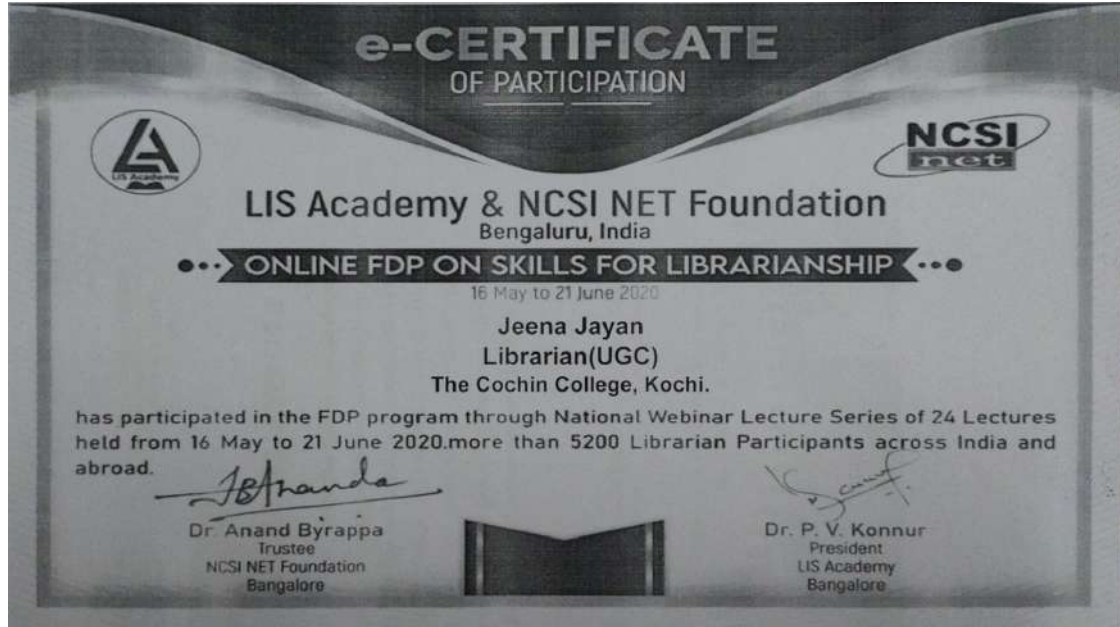 e-CERTIFICATE
OF PARTICIPATION
LIS Academy
NCSI
net
LIS Academy & NCSI NET Foundation
Bengaluru, India
ONLINE FDP ON SKILLS FOR LIBRARIANSHIP
16 May to 21 June 2020
Jeena Jayan
Librarian(UGC)
The Cochin College, Kochi.
has participated in the FDP program through National Webinar Lecture Series of 24 Lectures
held from 16 May to 21 June 2020.more than 5200 Librarian Participants across India and
abroad.
Dr. Anand Byrappa
Trustee
NCSI NET Foundation
Bangalore
Dr. P. V. Konnur
President
LIS Academy
Bangalore